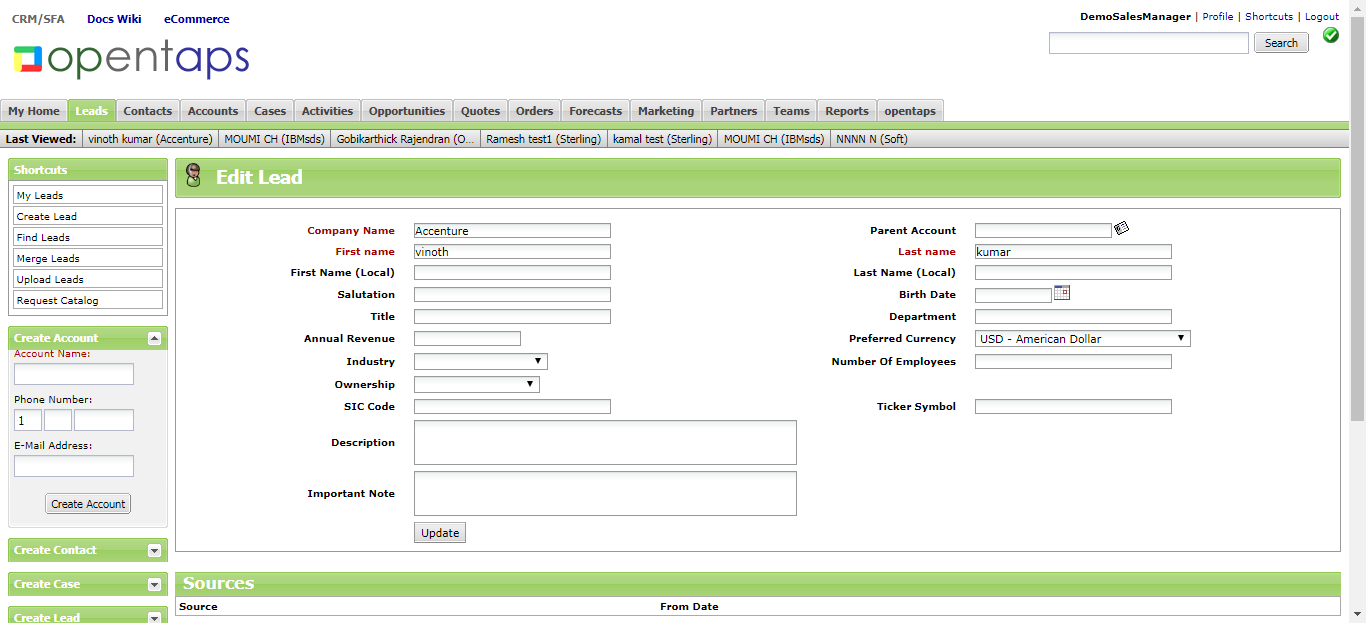 CRM/SFA Docs Wiki eCommerce
DemoSalesManager | Profile | Shortcuts | Logout
opentaps
Search
My Home Leads Contacts Accounts Cases Activities Opportunities Quotes Orders Forecasts Marketing Partners Teams Reports opentaps
Last Viewed: vinoth kumar (Accenture) MOUMI CH (IBMsds) Gobikarthick Rajendran (O... Ramesh test1 (Sterling) kamal test (Sterling) MOUMI CH (IBMsds) NNNN N (Soft)
Shortcuts
My Leads
Create Lead
Find Leads
Merge Leads
Upload Leads
Request Catalog
Create Account
Account Name:
Phone Number:
1
E-Mail Address:
Create Account
Create Contact
Create Case
Create Lead
Edit Lead
Company Name Accenture Parent Account
First name vinoth Last name kumar
First Name (Local) Last Name (Local)
Salutation Birth Date
Title Department
Annual Revenue Preferred Currency USD - American Dollar
Industry Number Of Employees
Ownership
SIC Code Ticker Symbol
Description
Important Note
Update
Sources
Source From Date